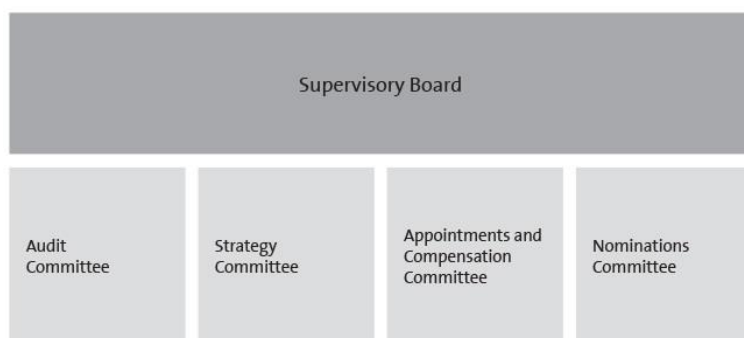 Supervisory Board
Audit
Committee
Strategy
Committee
Appointments and
Compensation
Committee
Nominations
Committee